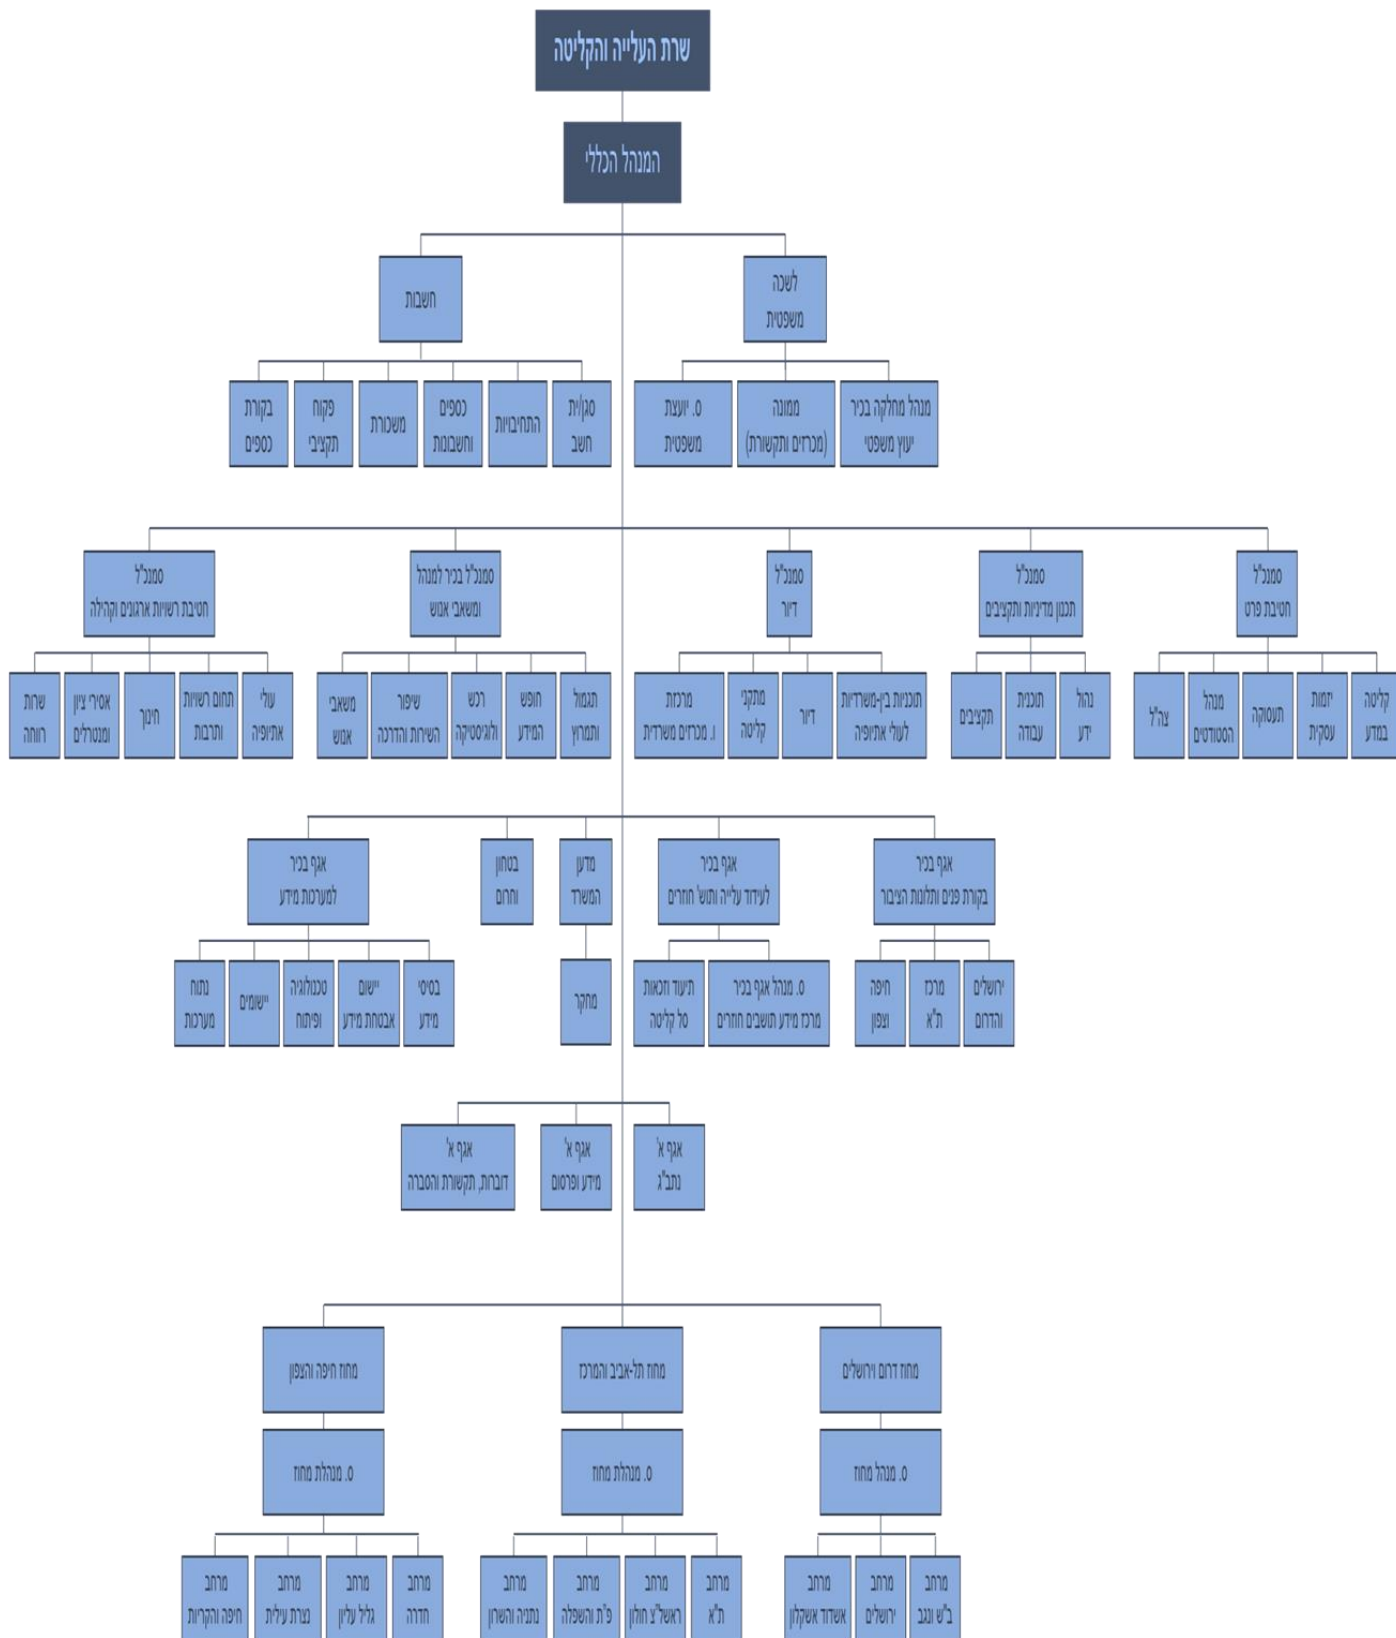 שרת העלייה והקליטה
המנהל הכללי
לשכה
משפטית
חשבות
מנהל מחלקה בכיר
יעוץ משפטי
ממונה
(מכרזים ותקשורת)
ס. יועצת
משפטית
סגן/ית
חשב
התחיבויות
כספים
וחשבונות
משכורת
פקוח
תקציבי
בקורת
כספים
סמנכ"ל
חטיבת פרט
סמנכ"ל
תכנון מדיניות ותקציבים
סמנכ"ל
דיור
סמנכ"ל בכיר למנהל
ומשאבי אנוש
סמנכ"ל
חטיבת רשויות ארגונים וקהילה
קליטה
במדע
יזמות
עסקית
תעסוקה
מנהל
הסטודנטים
צה"ל
נהול
ידע
תוכנית
עבודה
תקציבים
תוכניות בין-משרדיות
לעולי אתיופיה
דיור
מתקני
קליטה
מרכזת
ו. מכרזים משרדית
תגמול
ותמרוץ
חופש
המידע
רכש
ולוגיסטיקה
שיפור
השירות והדרכה
משאבי
אנוש
עולי
אתיופיה
תחום רשויות
ותרבות
חינוך
אסירי ציון
ומנטרלים
שרות
רווחה
אגף בכיר
בקורת פנים ותלונות הציבור
אגף בכיר
לעידוד עלייה ותוש' חוזרים
מדען
המשרד
בטחון
וחרום
אגף בכיר
למערכות מידע
ירושלים
והדרום
מרכז
ת"א
חיפה
וצפון
ס. מנהל אגף בכיר
מרכז מידע תושבים חוזרים
תיעוד וזכאות
סל קליטה
מחקר
בסיסי
מידע
יישום
אבטחת מידע
טכנולוגיה
ופיתוח
יישומים
נתוח
מערכות
אגף א'
נתב"ג
אגף א'
מידע ופרסום
אגף א'
דוברות, תקשורת והסברה
מחוז דרום וירושלים
מחוז תל-אביב והמרכז
מחוז חיפה והצפון
ס. מנהל מחוז
ס. מנהלת מחוז
ס. מנהלת מחוז
מרחב
ב"ש ונגב
מרחב
ירושלים
מרחב
אשדוד אשקלון
מרחב
ת"א
מרחב
ראשל"צ חולון
מרחב
פ"ת והשפלה
מרחב
נתניה והשרון
מרחב
חדרה
מרחב
גליל עליון
מרחב
נצרת עילית
מרחב
חיפה והקריות